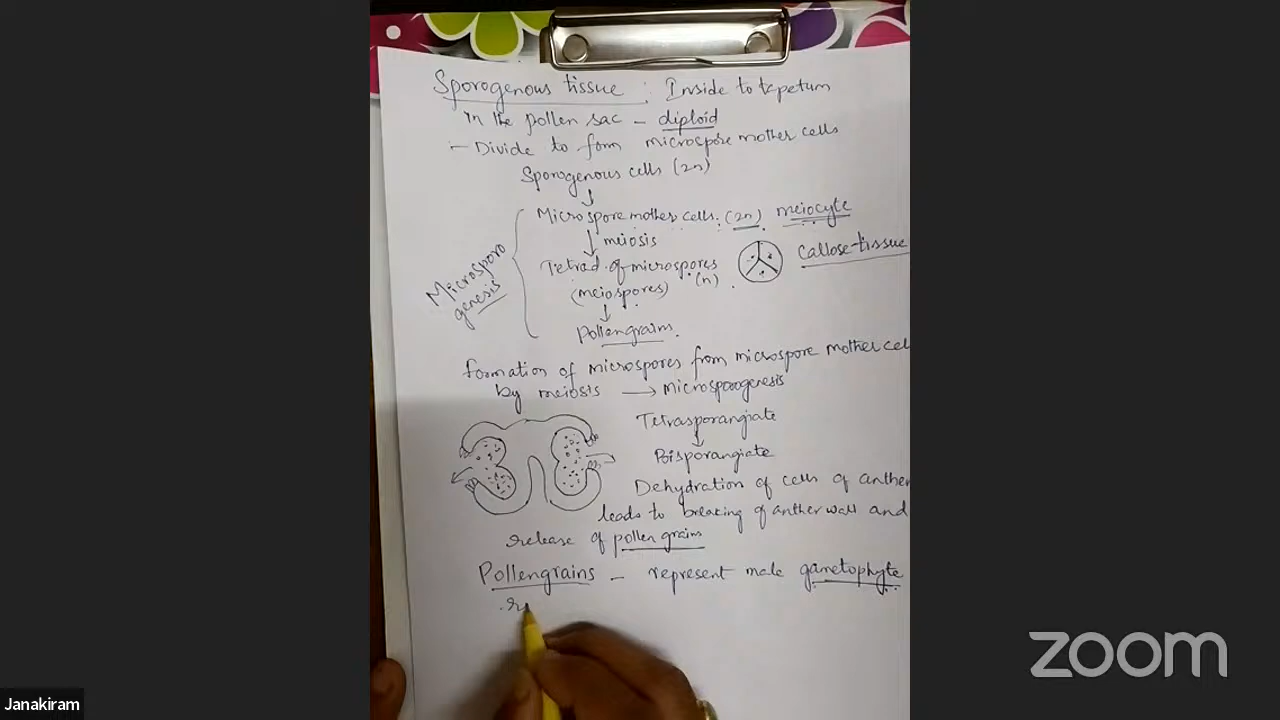 Sporogenous tissue : Inside to tapetum
in the pollen sac - diploid
- Divide to form microspore mother cells
Sporogenous cells (2n)
Microspore mother cells. (2n) meiocyte
meiosis
Tetrad of microspores (n)
callose tissue
(meiospores)
Microsporo
genesis
Pollengrains.
formation of microspores from microspore mother cel
by meiosis → Microsporogenesis
Tetrasporangiate
Bisporangiate
Dehydration of cells of anther
leads to breaking of anther wall and
release of pollen grains
Pollengrains - represent male gametophyte
zoom
Janakiram